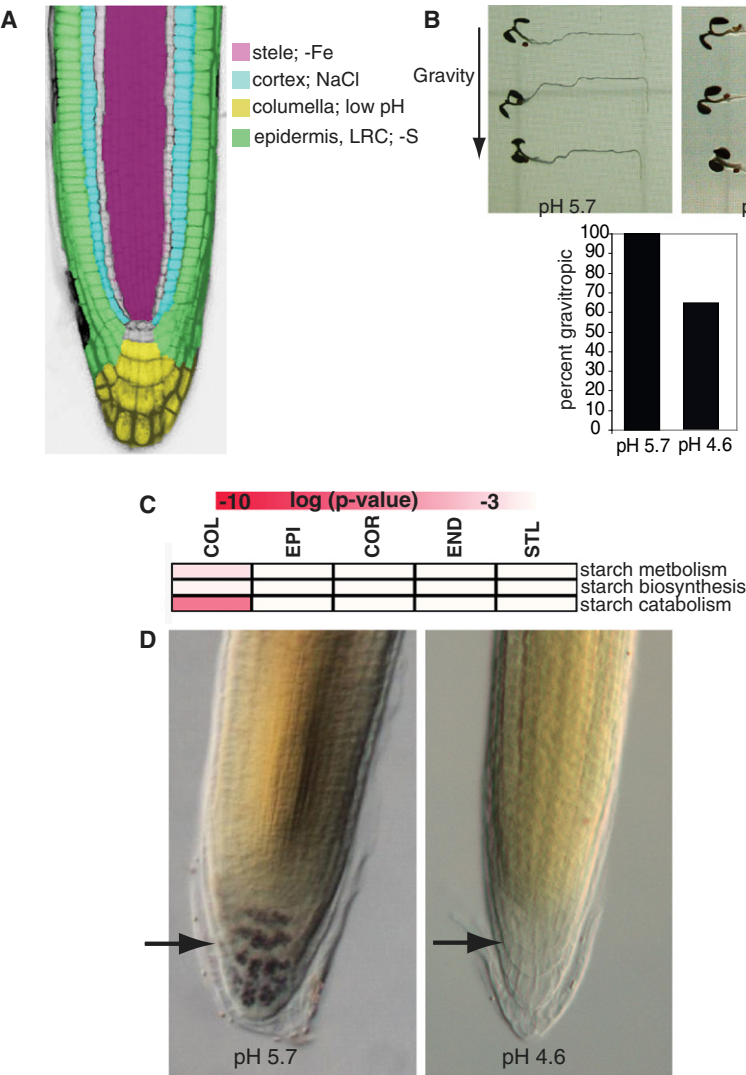 A
stele; -Fe
cortex; NaCl
columella; low pH
epidermis, LRC; -S
B
Gravity
pH 5.7
p
percent gravitropic
100
90
80
70
60
50
40
30
20
10
0
pH 5.7 pH 4.6
C
-10 log (p-value) -3
COL EPI COR END STL
starch metbolism
starch biosynthesis
starch catabolism
D
pH 5.7
pH 4.6